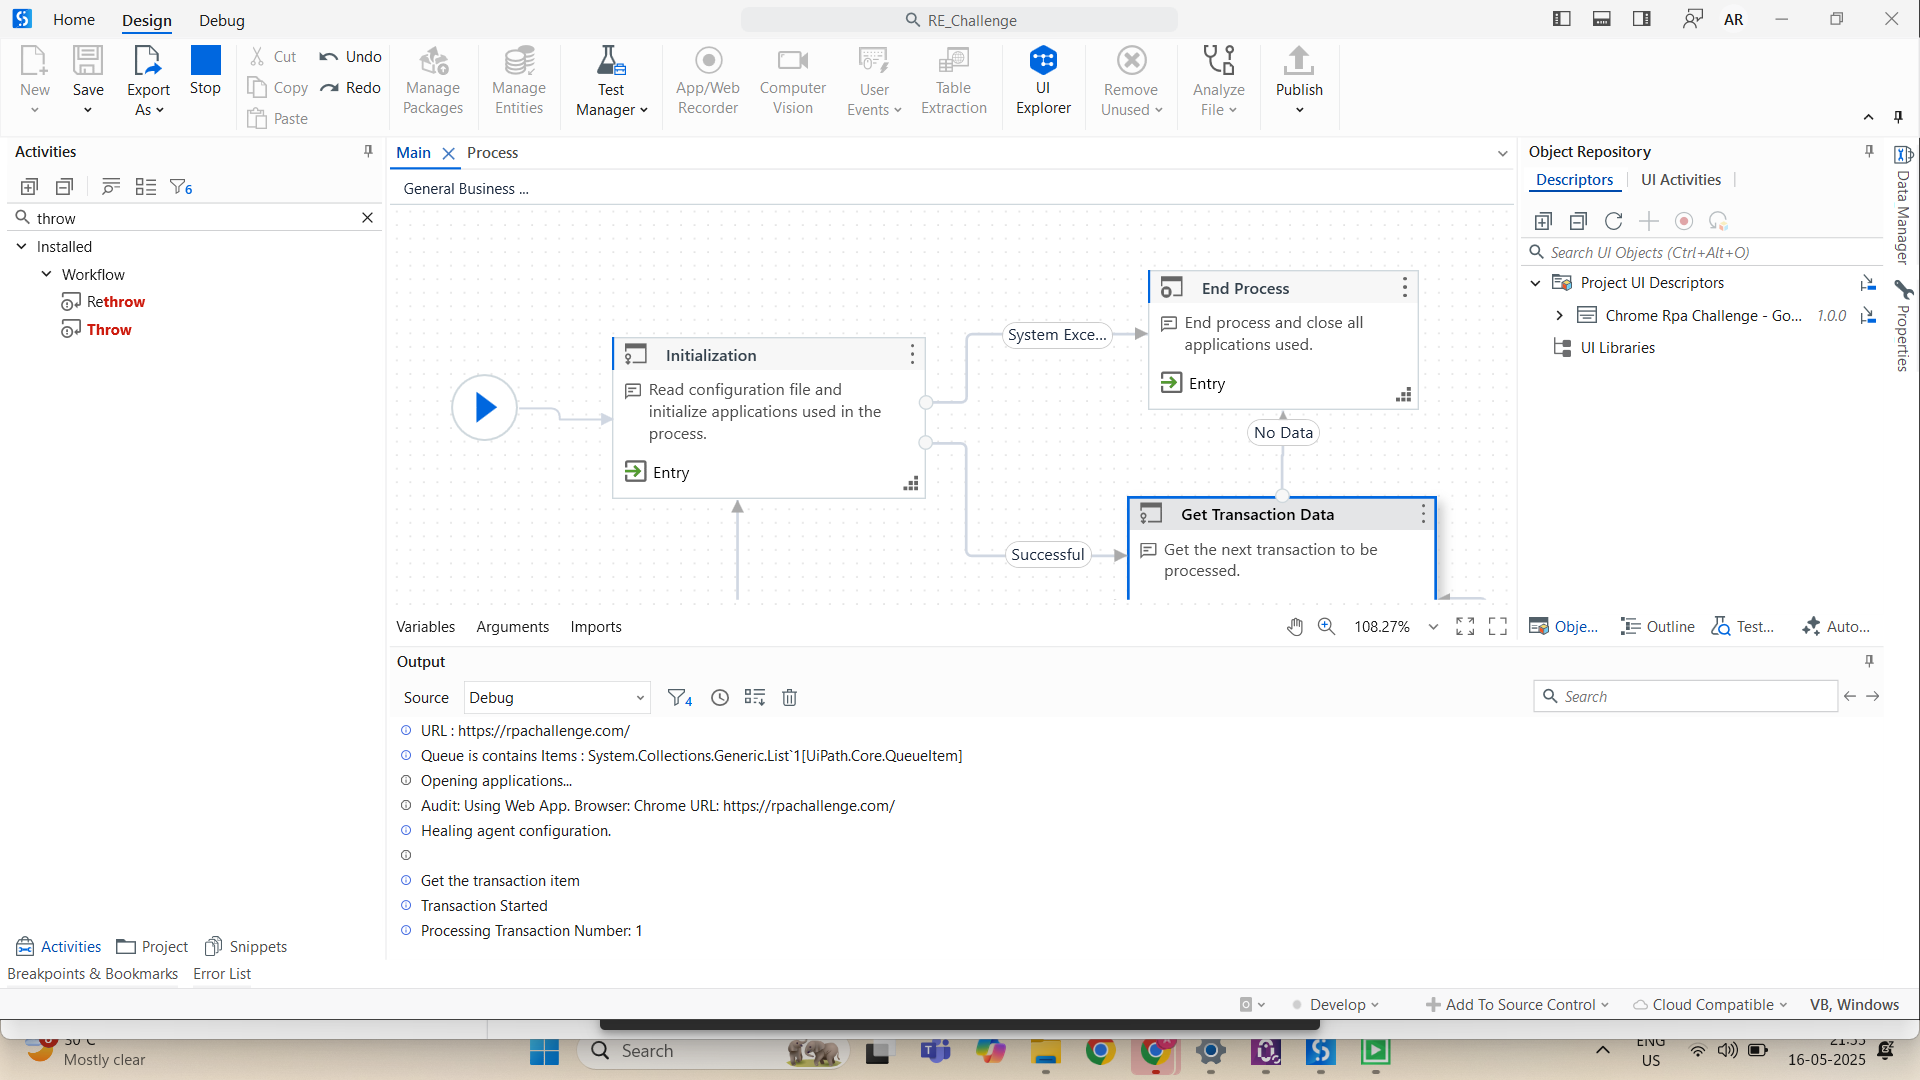 Home
Design
Debug
RE_Challenge
AR
New
Save
Export As
Stop
Cut
Copy
Paste
Undo
Redo
Manage Packages
Manage Entities
Test Manager
App/Web Recorder
Computer Vision
User Events
Table Extraction
UI Explorer
Remove Unused
Analyze File
Publish
Activities
6
throw
Installed
Workflow
Rethrow
Throw
Main
Process
General Business ...
Initialization
Read configuration file and
initialize applications used in the
process.
Entry
System Exce...
End Process
End process and close all
applications used.
Entry
No Data
Successful
Get Transaction Data
Get the next transaction to be
processed.
Variables
Arguments
Imports
108.27%
Object Repository
Descriptors
UI Activities
Search UI Objects (Ctrl+Alt+O)
Project UI Descriptors
Chrome Rpa Challenge - Go... 1.0.0
UI Libraries
Data Manager
Properties
Obje...
Outline
Test...
Auto...
Output
Source
Debug
4
Search
URL : https://rpachallenge.com/
Queue is contains Items : System.Collections.Generic.List`1[UiPath.Core.QueueItem]
Opening applications...
Audit: Using Web App. Browser: Chrome URL: https://rpachallenge.com/
Healing agent configuration.
Get the transaction item
Transaction Started
Processing Transaction Number: 1
Activities
Project
Snippets
Breakpoints & Bookmarks
Error List
Develop
Add To Source Control
Cloud Compatible
VB, Windows
30°C
Mostly clear
Search
ENG
US
21:35
16-05-2025